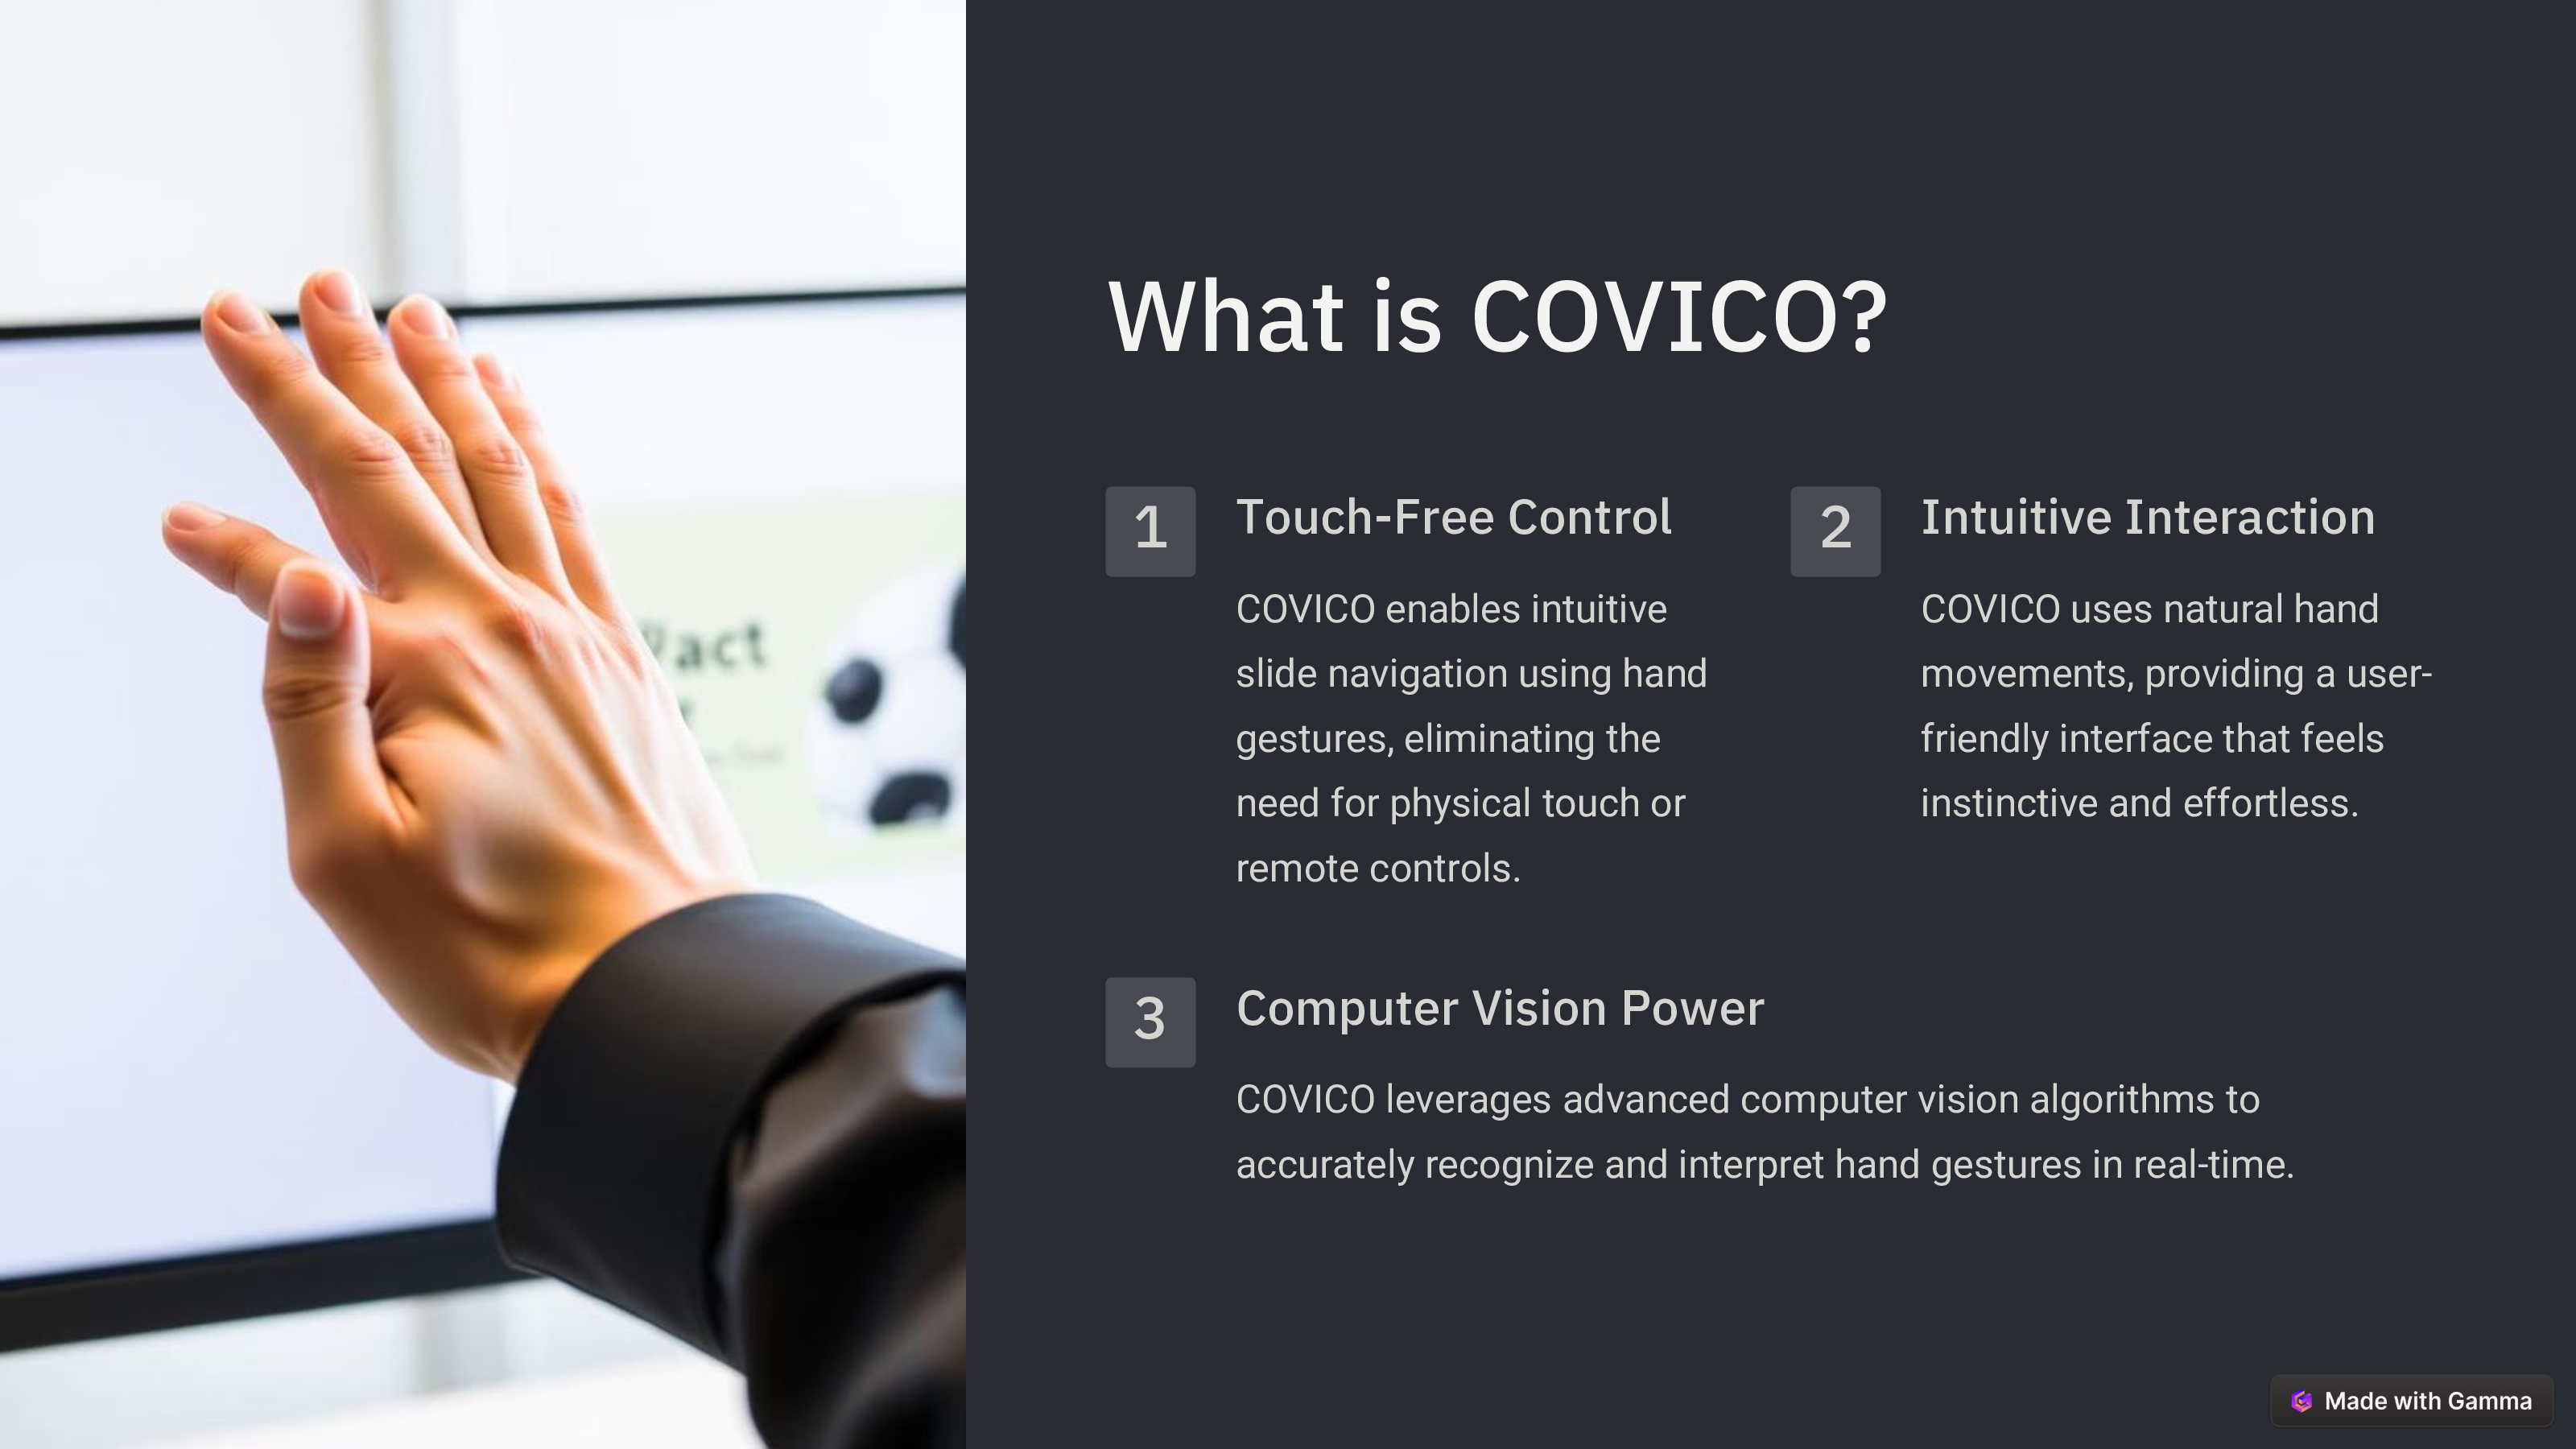 What is COVICO?
1
Touch-Free Control
COVICO enables intuitive
slide navigation using hand
gestures, eliminating the
need for physical touch or
remote controls.
2
Intuitive Interaction
COVICO uses natural hand
movements, providing a user-
friendly interface that feels
instinctive and effortless.
3
Computer Vision Power
COVICO leverages advanced computer vision algorithms to
accurately recognize and interpret hand gestures in real-time.
Made with Gamma